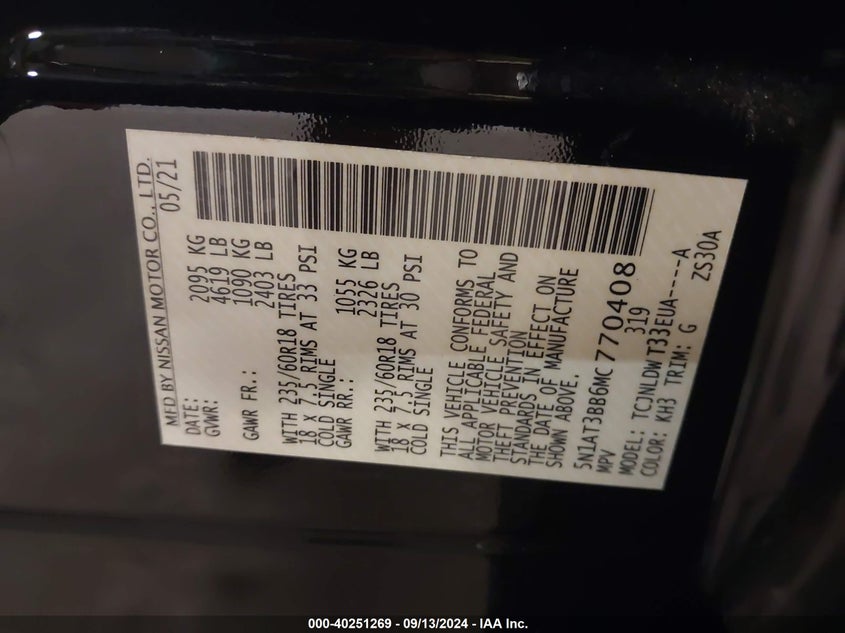 MFD BY NISSAN MOTOR CO., LTD.
DATE: 05/21
GVWR: 2095 KG
4619 LB
GAWR FR.: 1090 KG
2403 LB
WITH 235/60R18 TIRES
18 X 7.5 RIMS AT 33 PSI
COLD SINGLE
GAWR RR.: 1055 KG
2326 LB
WITH 235/60R18 TIRES
18 X 7.5 RIMS AT 30 PSI
COLD SINGLE
THIS VEHICLE CONFORMS TO
ALL APPLICABLE FEDERAL
MOTOR VEHICLE SAFETY AND
THEFT PREVENTION
STANDARDS IN EFFECT ON
THE DATE OF MANUFACTURE
SHOWN ABOVE.
5N1AT3BB6MC770408
MPV 319
MODEL: TCJNLDWT33EUA-----A
COLOR: KH3 TRIM: G ZS30A
000-40251269 - 09/13/2024 - IAA Inc.